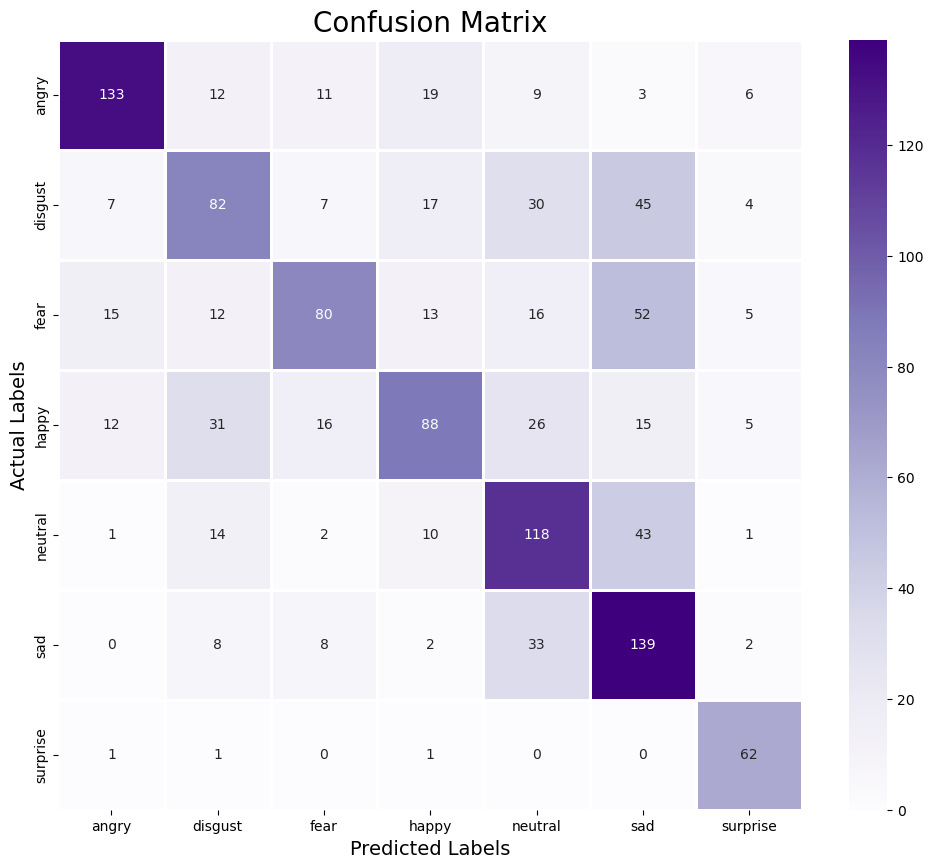 Confusion Matrix
angry 133 12 11 19 9 3 6
disgust 7 82 7 17 30 45 4
fear 15 12 80 13 16 52 5
happy 12 31 16 88 26 15 5
neutral 1 14 2 10 118 43 1
sad 0 8 8 2 33 139 2
surprise 1 1 0 1 0 0 62
angry disgust fear happy neutral sad surprise
Predicted Labels
Actual Labels
120
100
80
60
40
20
0